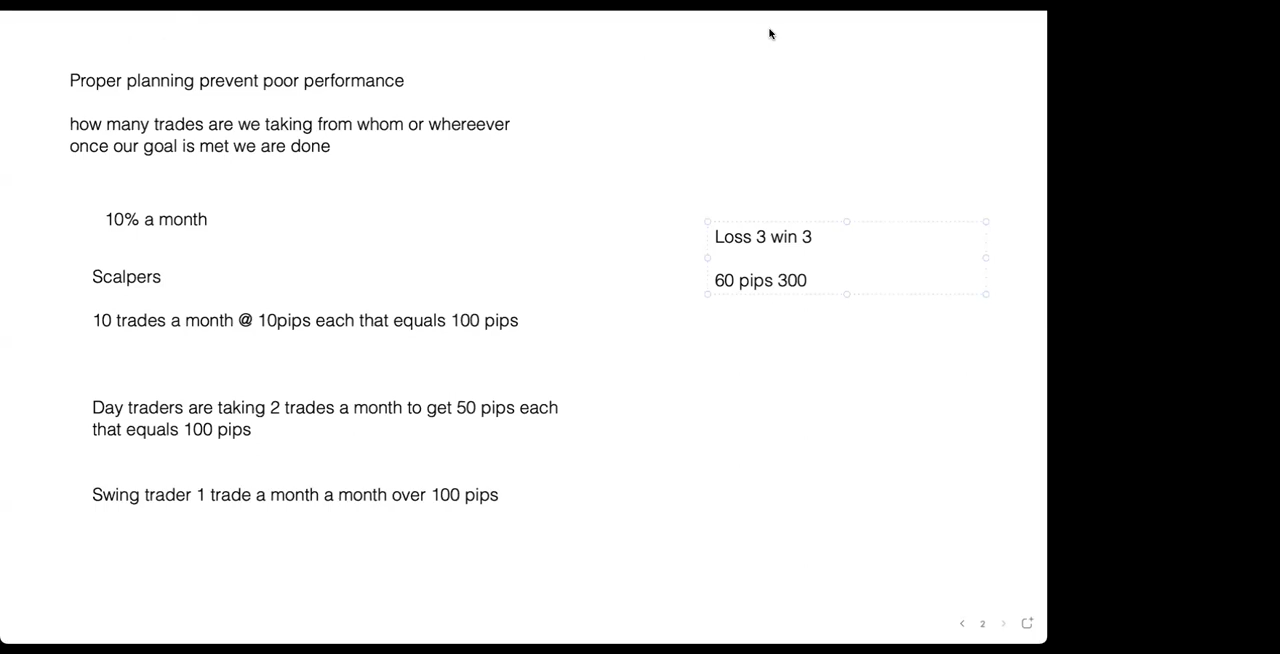 Proper planning prevent poor performance
how many trades are we taking from whom or whereever
once our goal is met we are done
10% a month
Loss 3 win 3
60 pips 300
Scalpers
10 trades a month @ 10pips each that equals 100 pips
Day traders are taking 2 trades a month to get 50 pips each
that equals 100 pips
Swing trader 1 trade a month a month over 100 pips
2